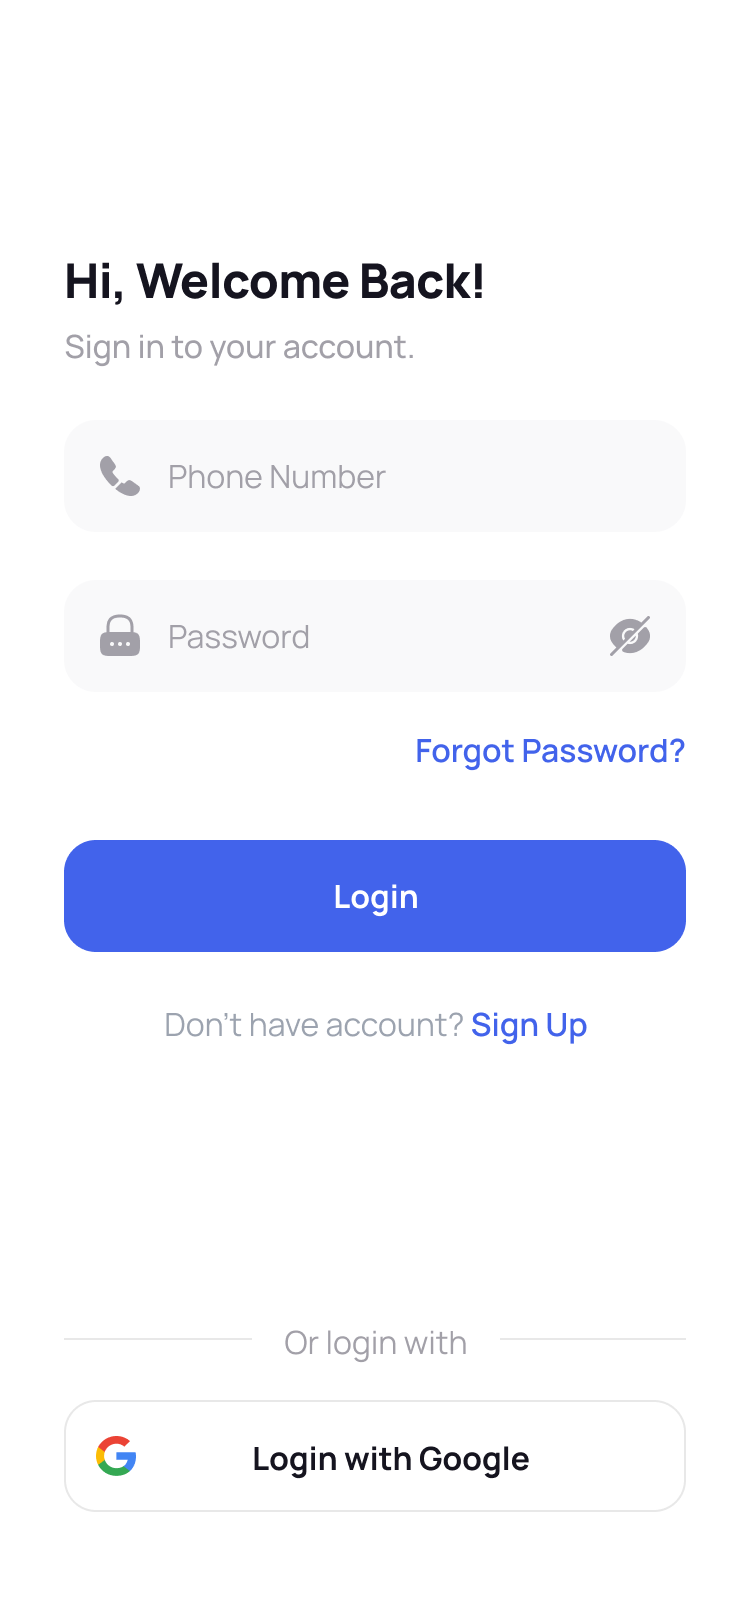 Hi, Welcome Back!
Sign in to your account.
Phone Number
Password
Forgot Password?
Login
Don’t have account? Sign Up
Or login with
Login with Google